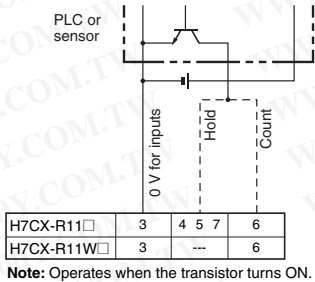 PLC or
sensor
0 V for inputs
Hold
Count
H7CX-R11□ 3 4 5 7 6
H7CX-R11W□ 3 --- 6
Note: Operates when the transistor turns ON.